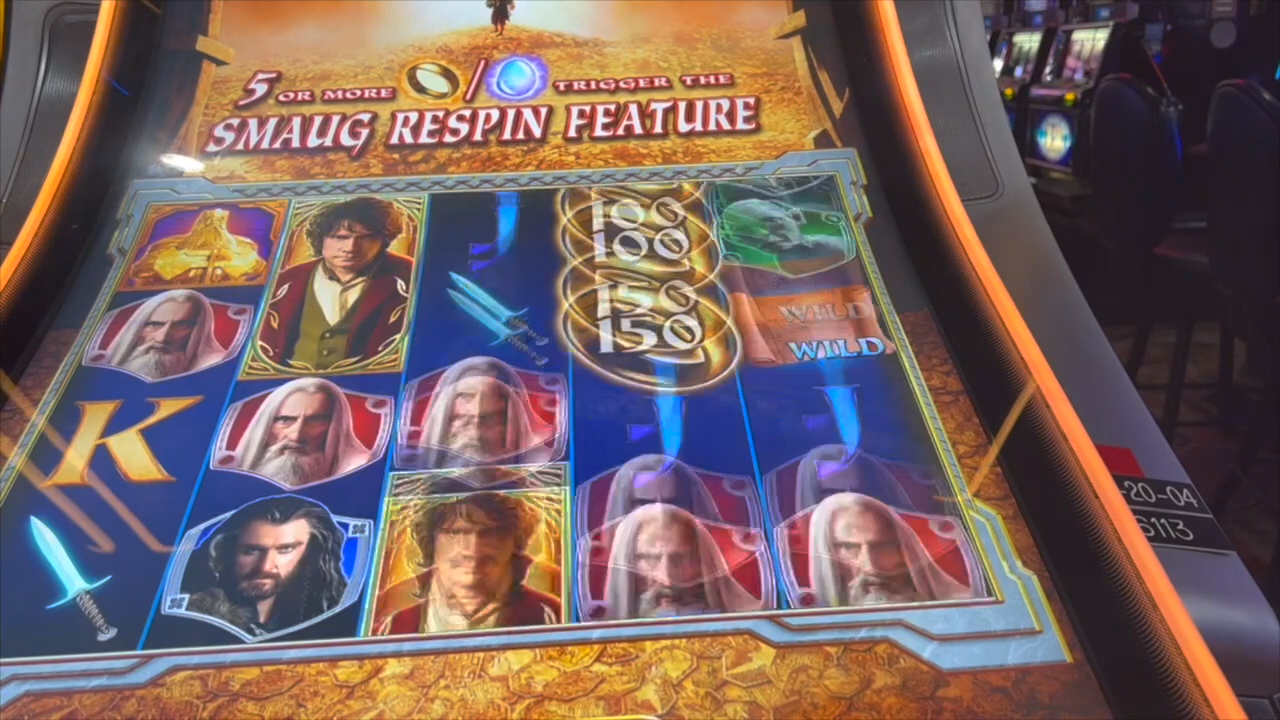 5 OR MORE / TRIGGER THE
SMAUG RESPIN FEATURE
100
100
150
150
WILD
WILD
K
-20-04
6113